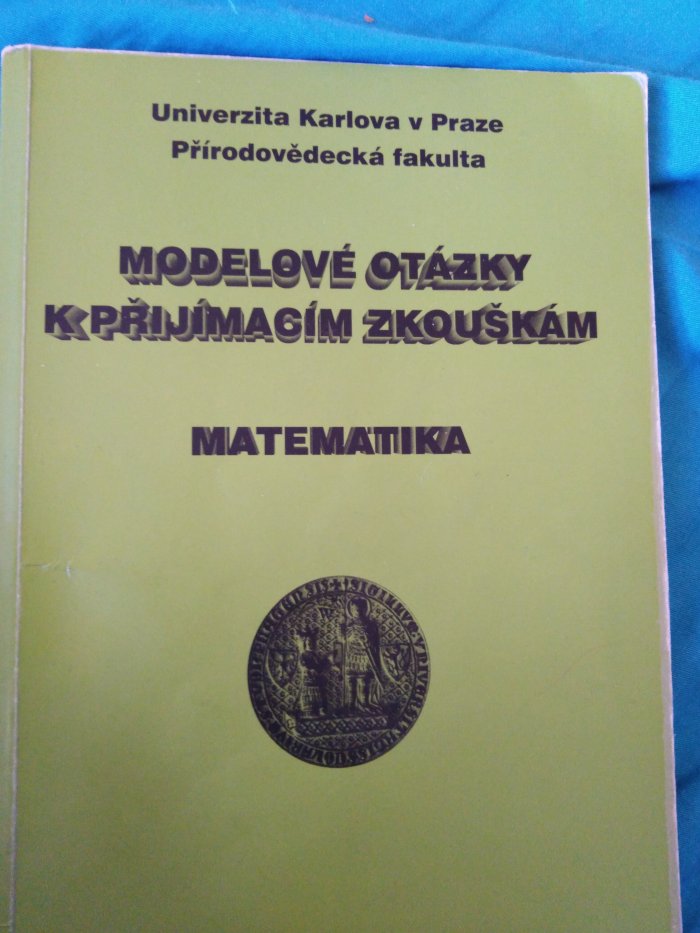 Univerzita Karlova v Praze
Přírodovědecká fakulta
MODELOVÉ OTÁZKY
K PŘIJÍMACÍM ZKOUŠKÁM
MATEMATIKA